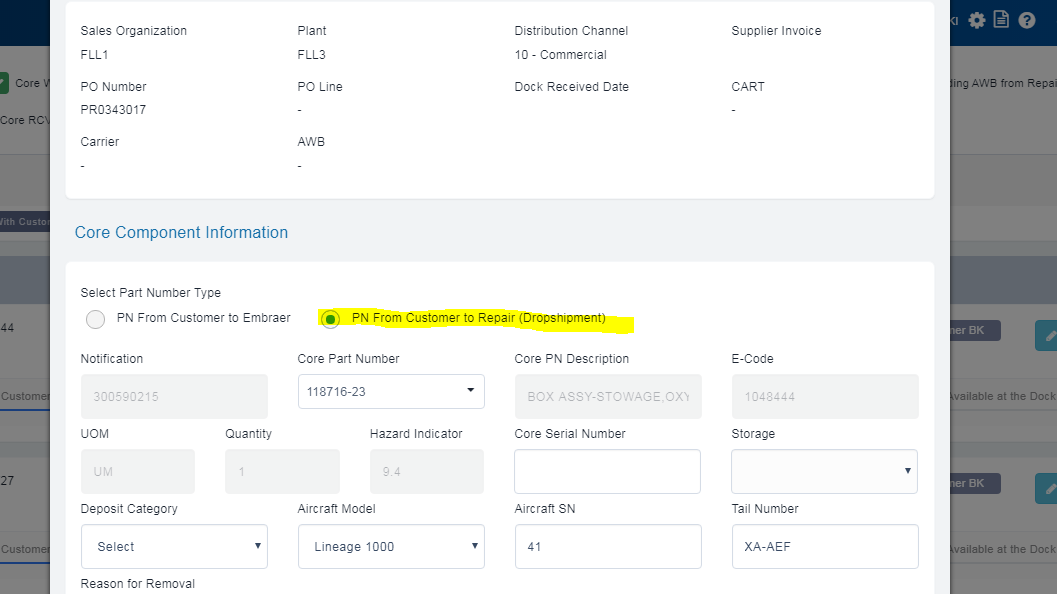 Sales Organization Plant Distribution Channel Supplier Invoice
FLL1 FLL3 10 - Commercial
PO Number PO Line Dock Received Date CART
PR0343017 - -
Carrier AWB
- -
Core Component Information
Select Part Number Type
PN From Customer to Embraer PN From Customer to Repair (Dropshipment)
Notification Core Part Number Core PN Description E-Code
300590215 118716-23 BOX ASSY-STOWAGE,OXY 1048444
UOM Quantity Hazard Indicator Core Serial Number Storage
UM 1 9.4
Deposit Category Aircraft Model Aircraft SN Tail Number
Select Lineage 1000 41 XA-AEF
Reason for Removal
KI ?
Core W
ding AWB from Repai
Core RCV
With Custom
44
mer BK
Customer
Available at the Dock
27
mer BK
Customer
Available at the Dock